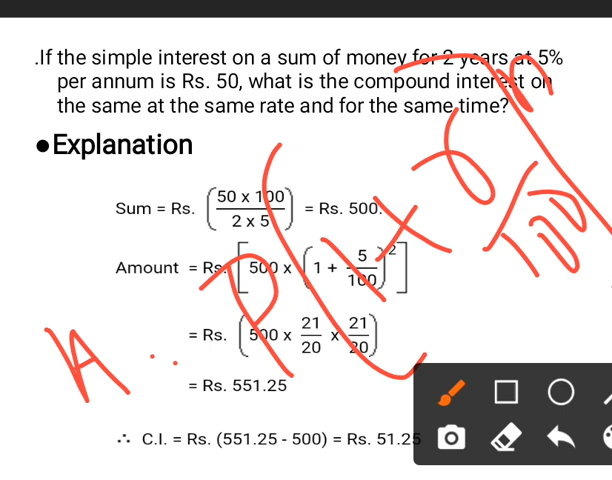 .If the simple interest on a sum of money for 2 years at 5%
per annum is Rs. 50, what is the compound interest on
the same at the same rate and for the same time?
●Explanation
Sum = Rs. (50 x 100 / 2 x 5) = Rs. 500.
Amount = Rs. [500 x (1 + 5/100)²]
= Rs. (500 x 21/20 x 21/20)
= Rs. 551.25
∴ C.I. = Rs. (551.25 - 500) = Rs. 51.25
A : P(1+r/100)n